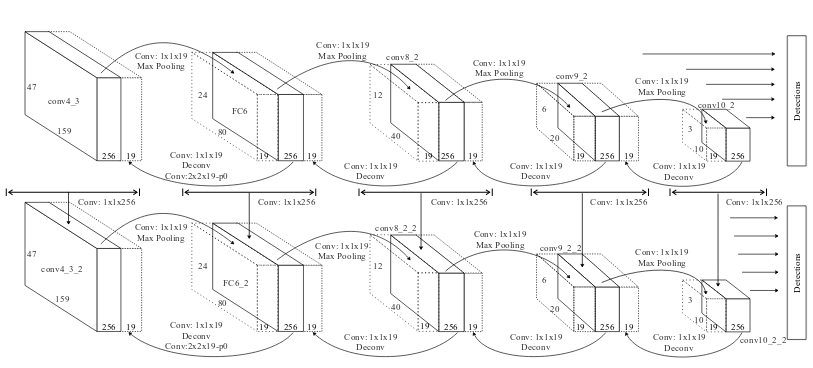 Conv: 1x1x19
Max Pooling
conv8_2
Conv: 1x1x19
Max Pooling
Conv: 1x1x19
Max Pooling
conv9_2
Conv: 1x1x19
Max Pooling
conv10_2
47
conv4_3
159
256
19
24
FC6
80
19
256
19
12
40
19
256
19
6
20
19
256
19
3
10
19
256
Detections
Conv: 1x1x19
Deconv
Conv:2x2x19-p0
Conv: 1x1x19
Deconv
Conv: 1x1x19
Deconv
Conv: 1x1x19
Deconv
Conv: 1x1x256
Conv: 1x1x256
Conv: 1x1x256
Conv: 1x1x256
Conv: 1x1x256
Conv: 1x1x19
Max Pooling
conv8_2_2
Conv: 1x1x19
Max Pooling
Conv: 1x1x19
Max Pooling
conv9_2_2
Conv: 1x1x19
Max Pooling
47
conv4_3_2
159
256
19
24
FC6_2
80
19
256
19
12
40
19
256
19
6
20
19
256
19
3
10
19
256
conv10_2_2
Detections
Conv: 1x1x19
Deconv
Conv:2x2x19-p0
Conv: 1x1x19
Deconv
Conv: 1x1x19
Deconv
Conv: 1x1x19
Deconv